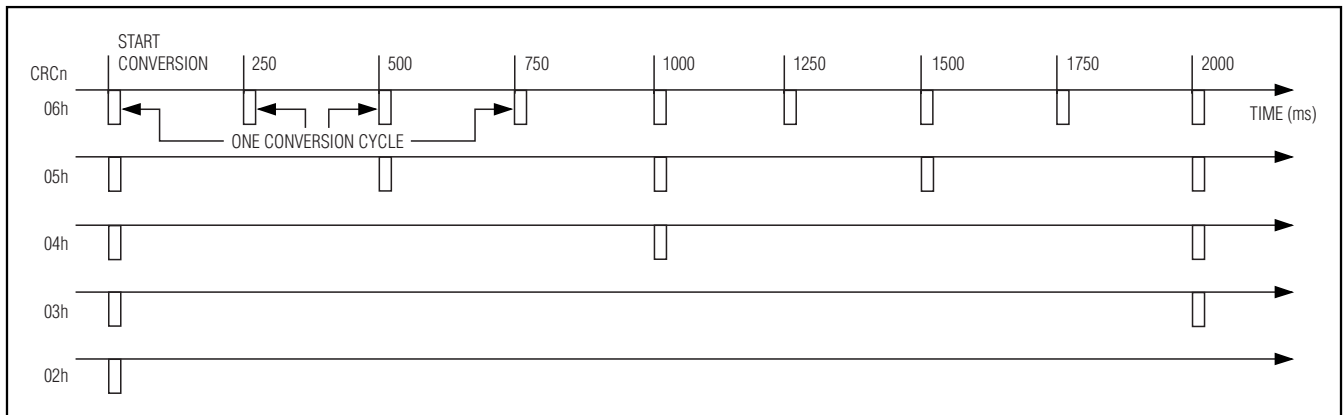 START
CONVERSION
250
500
750
1000
1250
1500
1750
2000
CRCn
06h
TIME (ms)
ONE CONVERSION CYCLE
05h
04h
03h
02h